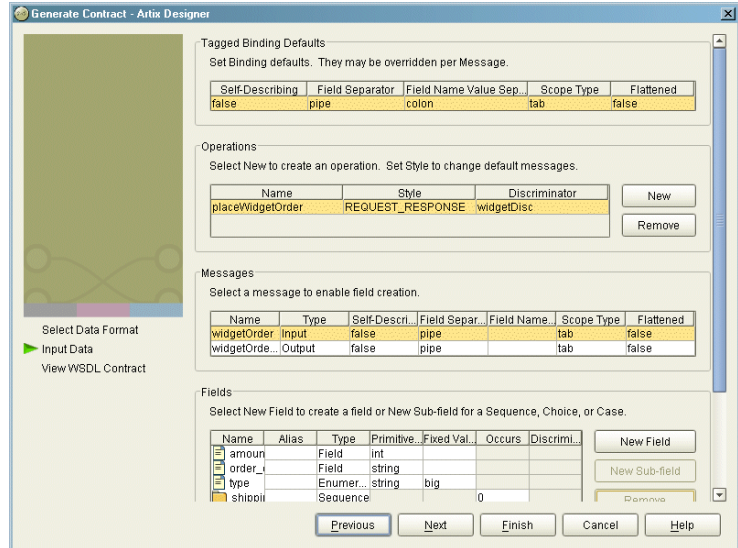 Generate Contract - Artix Designer
Tagged Binding Defaults
Set Binding defaults. They may be overridden per Message.
Self-Describing Field Separator Field Name Value Sep... Scope Type Flattened
false pipe colon tab false
Operations
Select New to create an operation. Set Style to change default messages.
Name Style Discriminator
New
placeWidgetOrder REQUEST_RESPONSE widgetDisc
Remove
Messages
Select a message to enable field creation.
Name Type Self-Descri... Field Separ... Field Name... Scope Type Flattened
widgetOrder Input false pipe tab false
widgetOrde... Output false pipe tab false
Select Data Format
Input Data
View WSDL Contract
Fields
Select New Field to create a field or New Sub-field for a Sequence, Choice, or Case.
Name Alias Type Primitive... Fixed Val... Occurs Discrimi...
New Field
amoun Field int
order_ Field string
New Sub-field
type Enumer... string big
shippin Sequence 0
Remove
Previous Next Finish Cancel Help